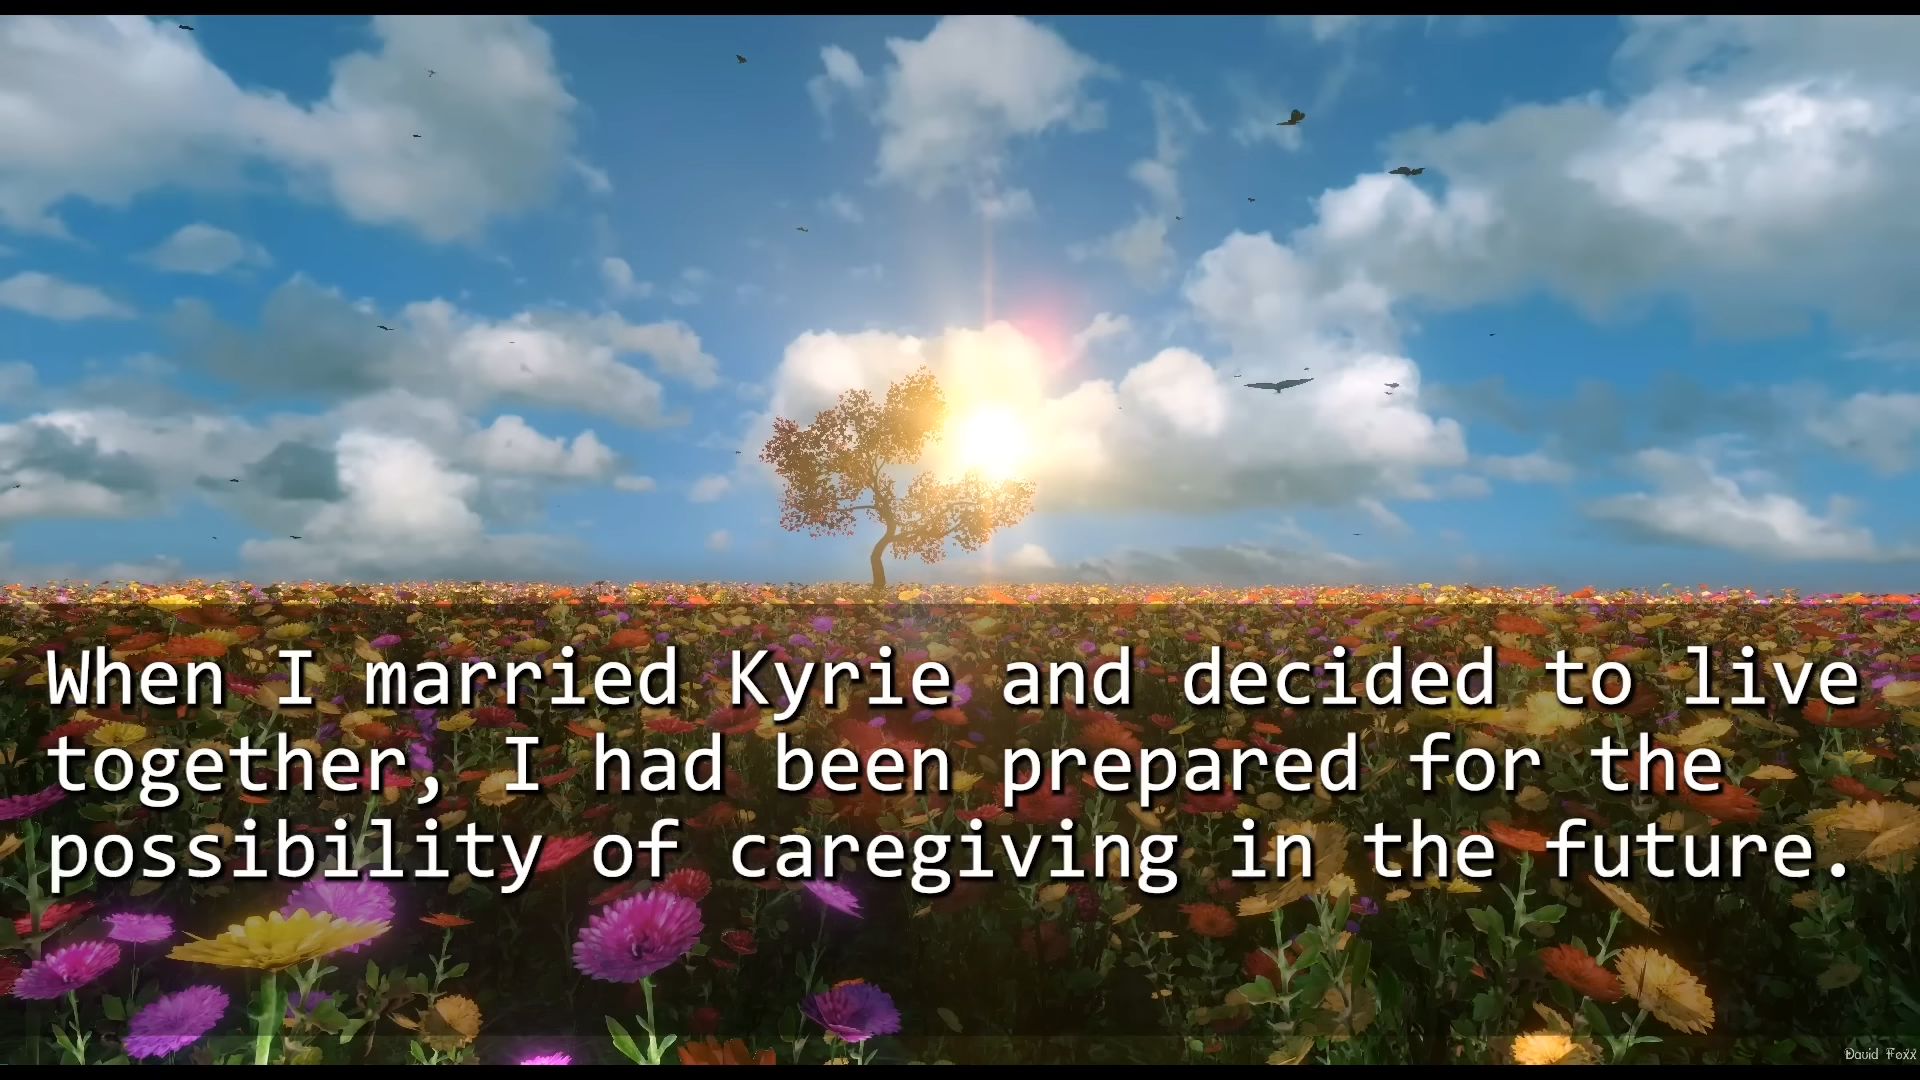 When I married Kyrie and decided to live
together, I had been prepared for the
possibility of caregiving in the future.
David Foxx